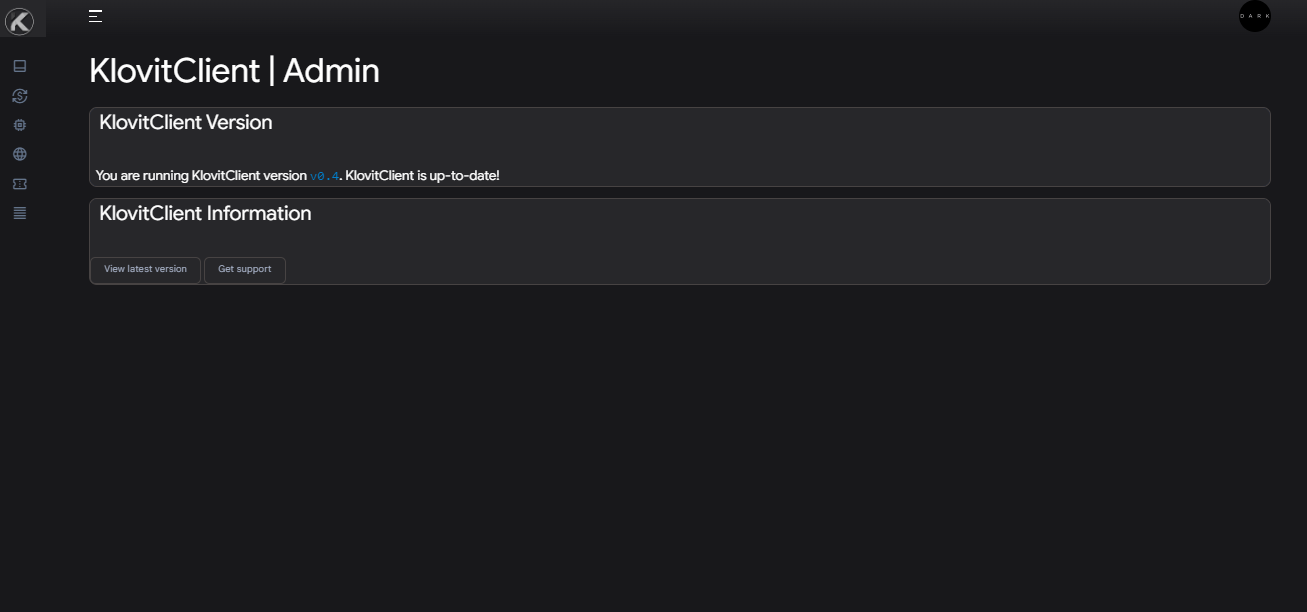 K
DARK
KlovitClient | Admin
KlovitClient Version
You are running KlovitClient version v0.4. KlovitClient is up-to-date!
KlovitClient Information
View latest version
Get support